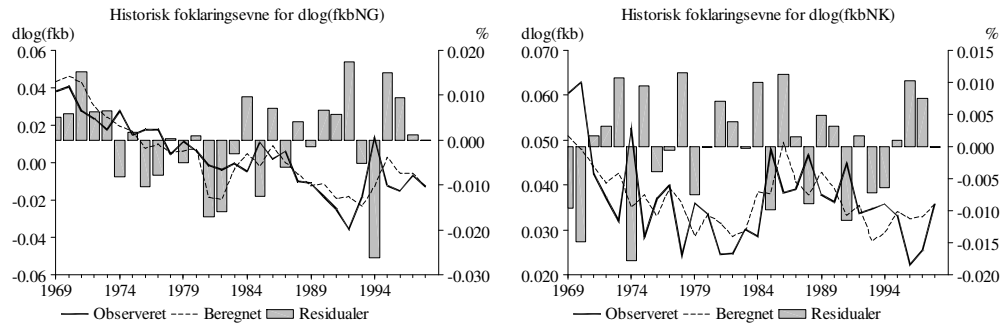 Historisk foklaringsevne for dlog(fkbNG)
dlog(fkb) %
0.06 0.020
0.04 0.010
0.02 0.000
0.00
-0.02 -0.010
-0.04 -0.020
-0.06 -0.030
1969 1974 1979 1984 1989 1994
Observeret Beregnet Residualer
Historisk foklaringsevne for dlog(fkbNK)
dlog(fkb) %
0.070 0.015
0.060 0.010
0.005
0.050 0.000
0.040 -0.005
-0.010
0.030 -0.015
0.020 -0.020
1969 1974 1979 1984 1989 1994
Observeret Beregnet Residualer